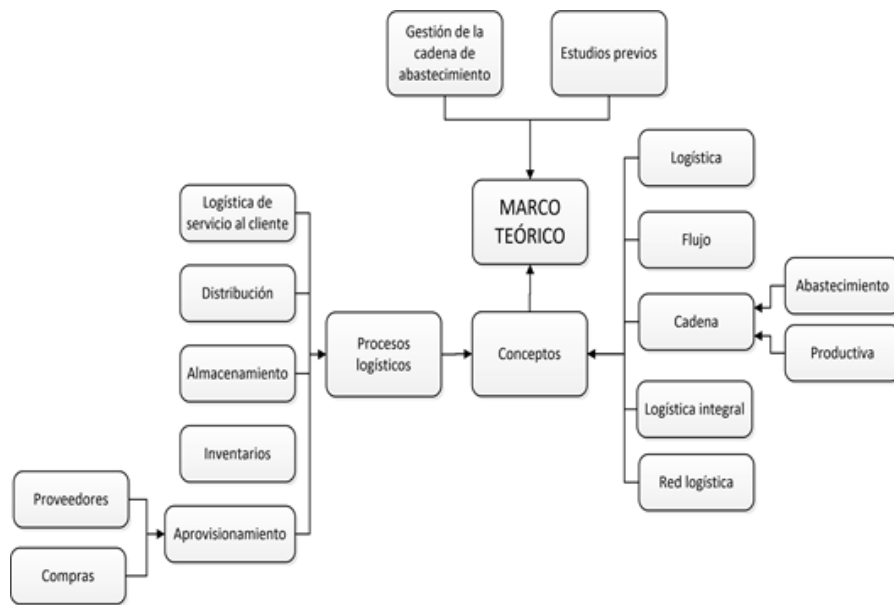 Gestión de la
cadena de
abastecimiento
Estudios previos
MARCO
TEÓRICO
Logística
Flujo
Cadena
Abastecimiento
Productiva
Logística integral
Red logística
Conceptos
Procesos
logísticos
Logística de
servicio al cliente
Distribución
Almacenamiento
Inventarios
Aprovisionamiento
Proveedores
Compras